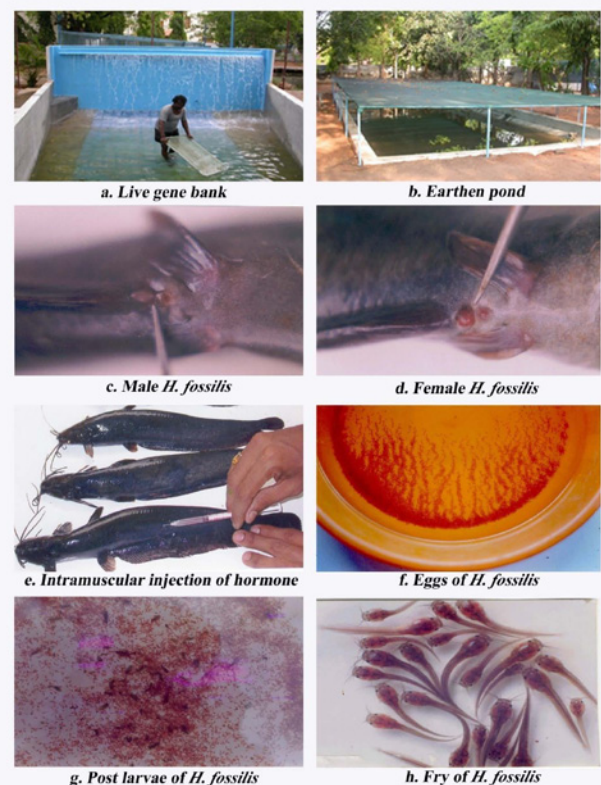 a. Live gene bank
b. Earthen pond
c. Male H. fossilis
d. Female H. fossilis
e. Intramuscular injection of hormone
f. Eggs of H. fossilis
g. Post larvae of H. fossilis
h. Fry of H. fossilis